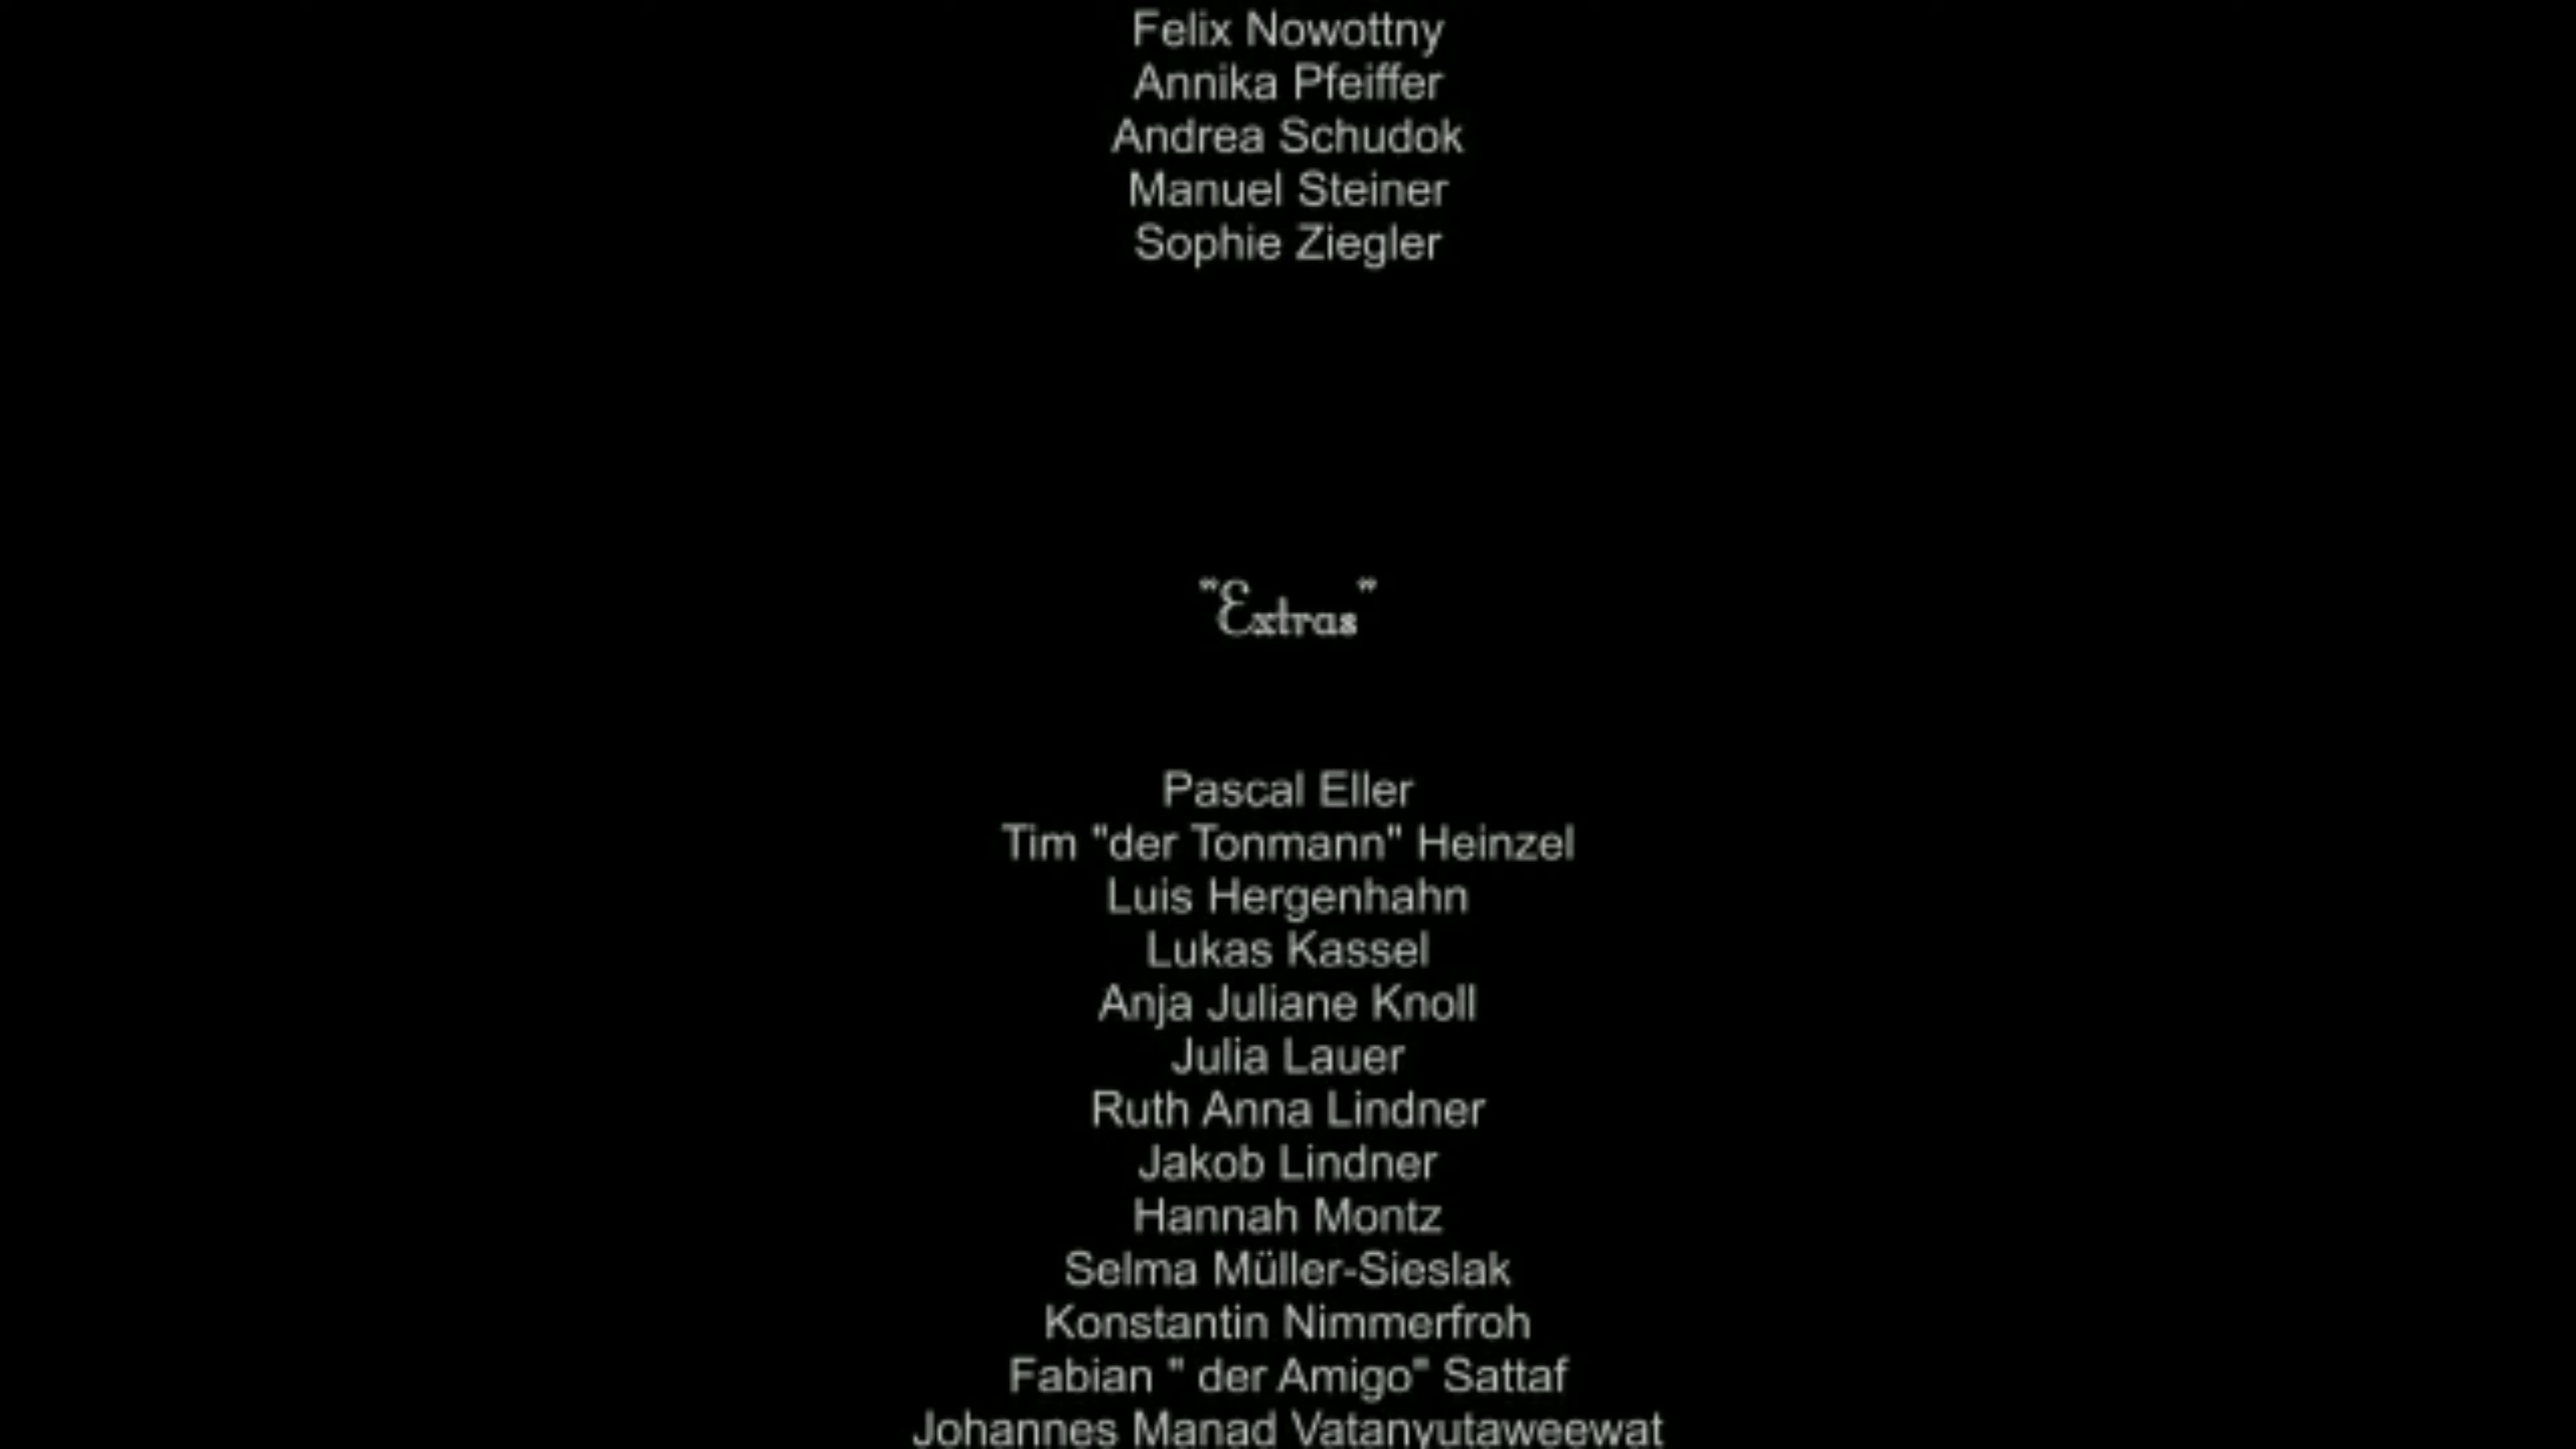 Felix Nowottny
Annika Pfeiffer
Andrea Schudok
Manuel Steiner
Sophie Ziegler
"Extras"
Pascal Eller
Tim "der Tonmann" Heinzel
Luis Hergenhahn
Lukas Kassel
Anja Juliane Knoll
Julia Lauer
Ruth Anna Lindner
Jakob Lindner
Hannah Montz
Selma Müller-Sieslak
Konstantin Nimmerfroh
Fabian " der Amigo" Sattaf
Johannes Manad Vatanyutaweewat